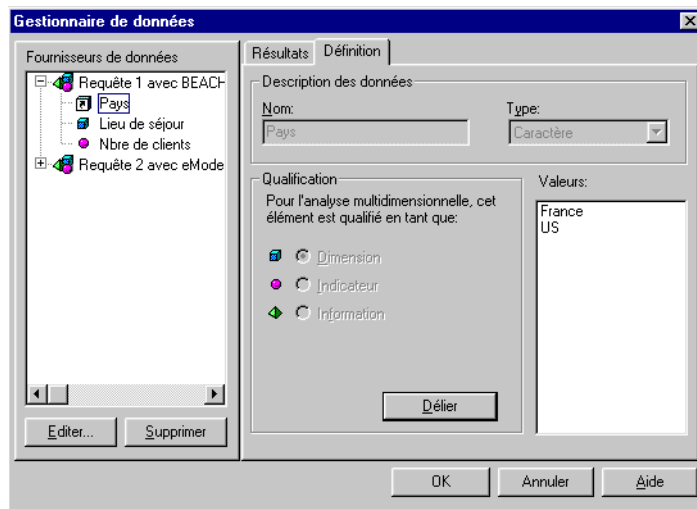 Gestionnaire de données
Fournisseurs de données
Requête 1 avec BEACH
Pays
Lieu de séjour
Nbre de clients
Requête 2 avec eMode
Editer...
Supprimer
Résultats
Définition
Description des données
Nom:
Type:
Pays
Caractère
Qualification
Pour l'analyse multidimensionnelle, cet
élément est qualifié en tant que:
Dimension
Indicateur
Information
Délier
Valeurs:
France
US
OK
Annuler
Aide